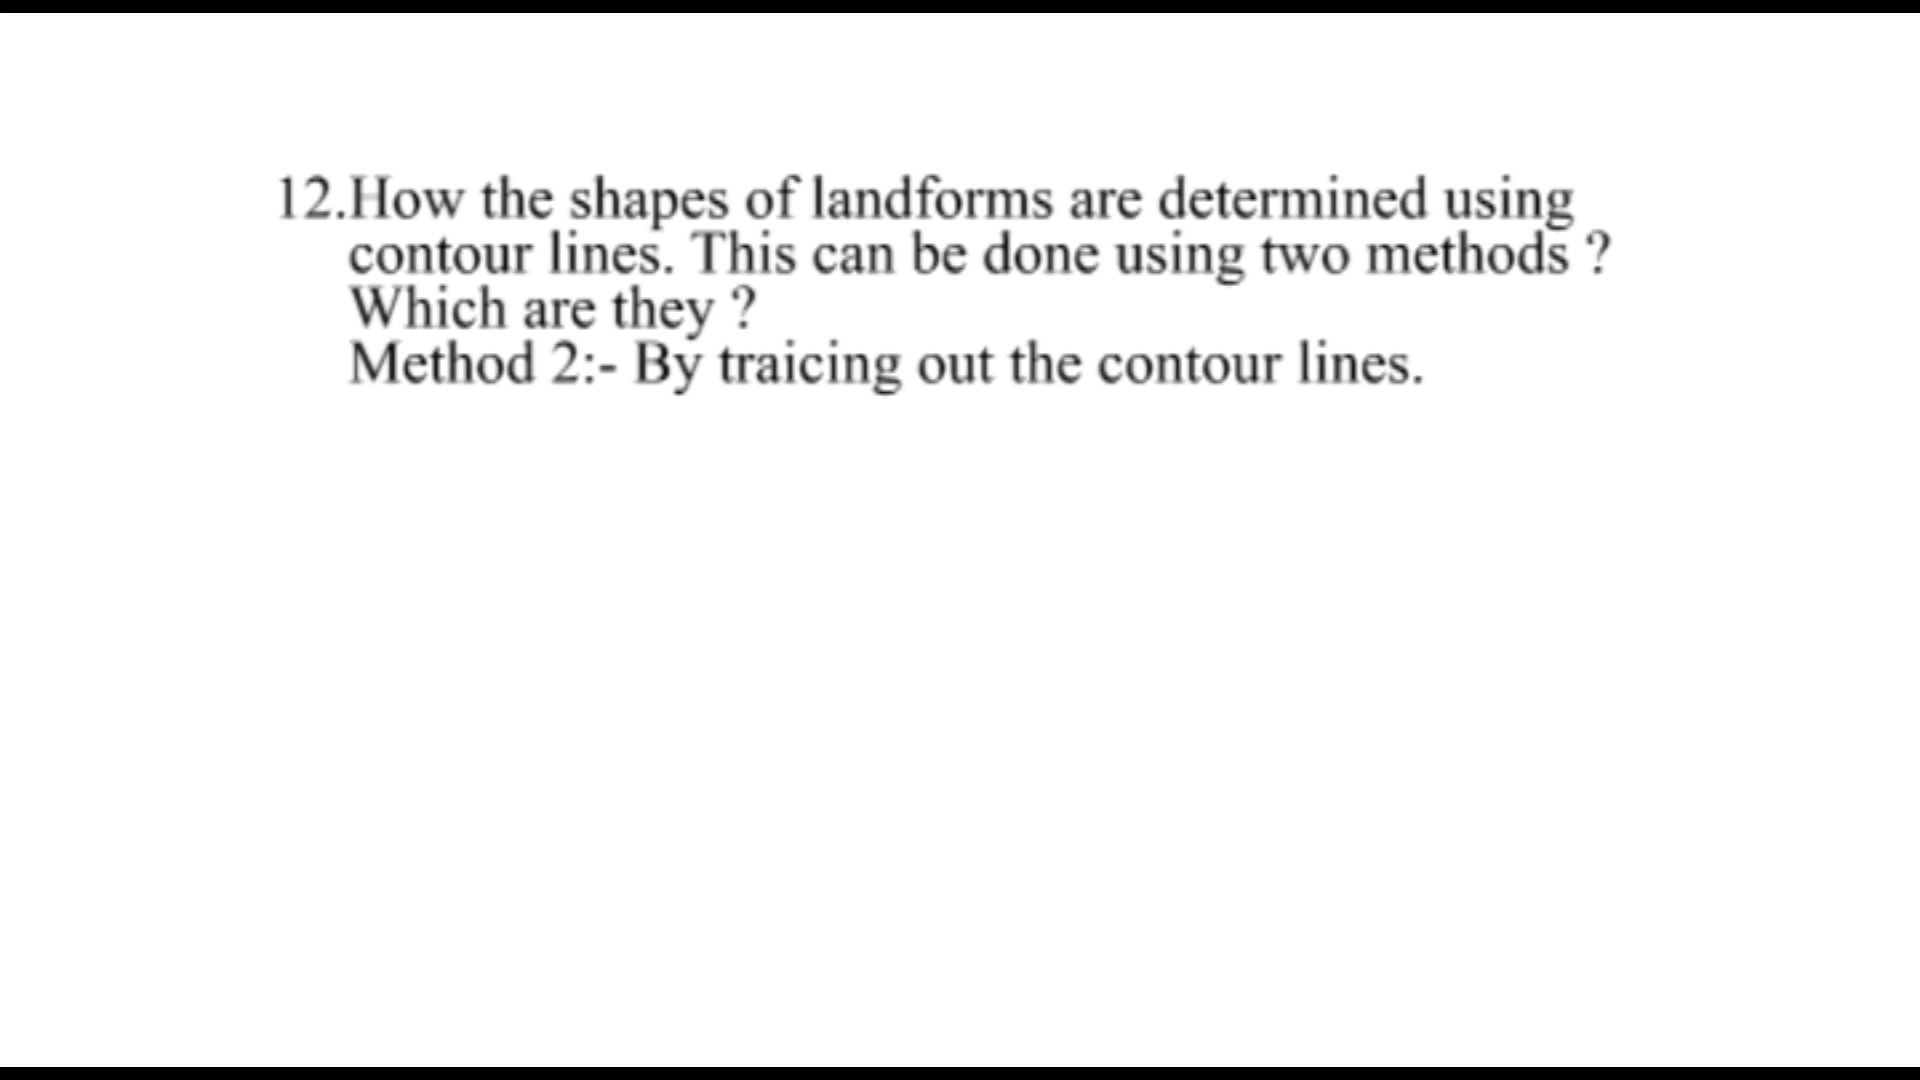 12.How the shapes of landforms are determined using
contour lines. This can be done using two methods ?
Which are they ?
Method 2:- By traicing out the contour lines.